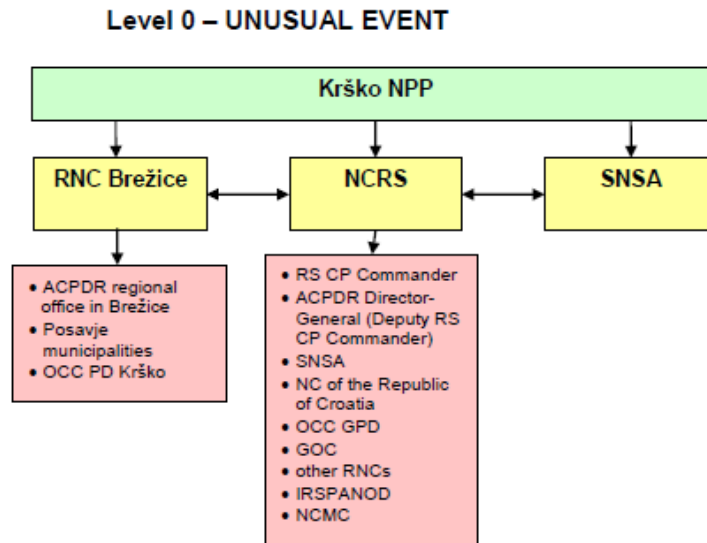 Level 0 – UNUSUAL EVENT
Krško NPP
RNC Brežice
NCRS
SNSA
• ACPDR regional
office in Brežice
• Posavje
municipalities
• OCC PD Krško
• RS CP Commander
• ACPDR Director-
General (Deputy RS
CP Commander)
• SNSA
• NC of the Republic
of Croatia
• OCC GPD
• GOC
• other RNCs
• IRSPANOD
• NCMC